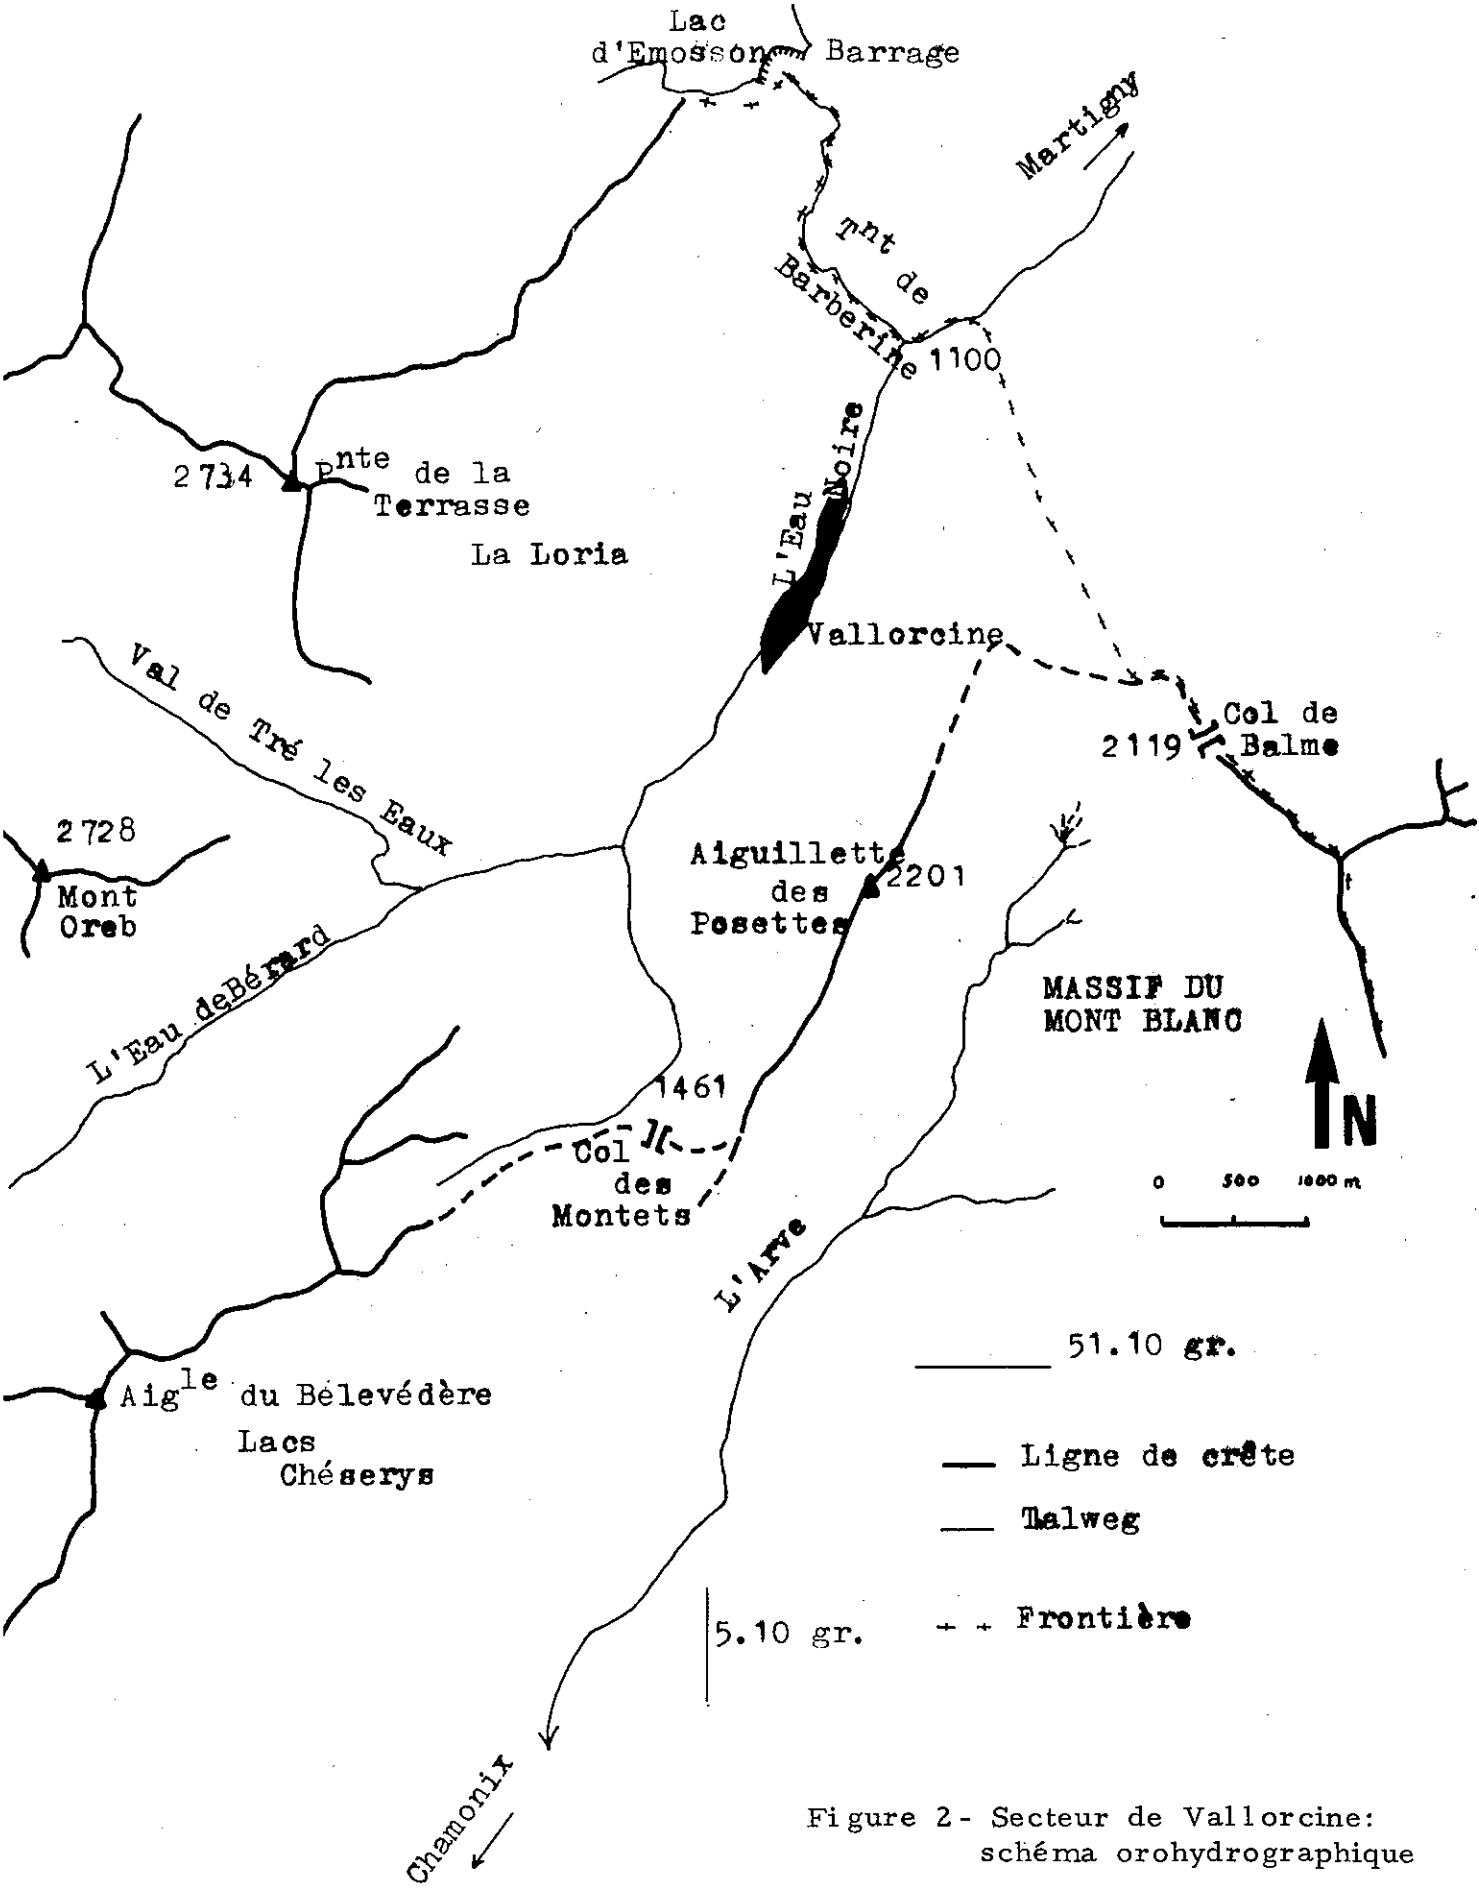 Lac
d'Emosson Barrage
Martigny
Tnt de
Barberine
1100
L'Eau Noire
2734 Pnte de la
Terrasse
La Loria
Vallorcine
Val de Tré les Eaux
Col de
2119 Balme
2728
Mont
Oreb
Aiguillette
2201
des
Posettes
L'Eau de Bérard
MASSIF DU
MONT BLANC
1461
N
Col
des
Montets
0 500 1000 m
L'Arve
51.10 gr.
Aigle du Belevédère
Lacs
Chéserys
Ligne de crête
Talweg
5.10 gr.
Frontière
Chamonix
Figure 2 - Secteur de Vallorcine:
schéma orohydrographique